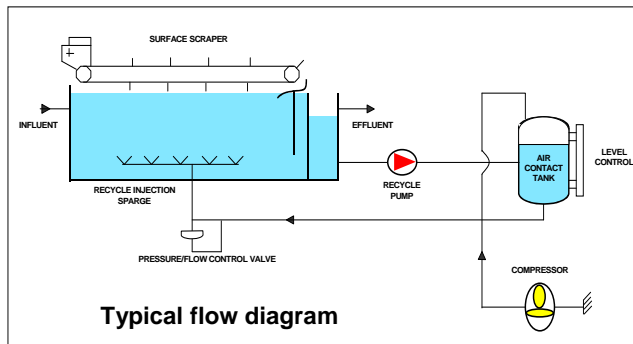 SURFACE SCRAPER
INFLUENT
EFFLUENT
AIR
CONTACT
TANK
LEVEL
CONTROL
RECYCLE INJECTION
SPARGE
RECYCLE
PUMP
PRESSURE/FLOW CONTROL VALVE
COMPRESSOR
Typical flow diagram